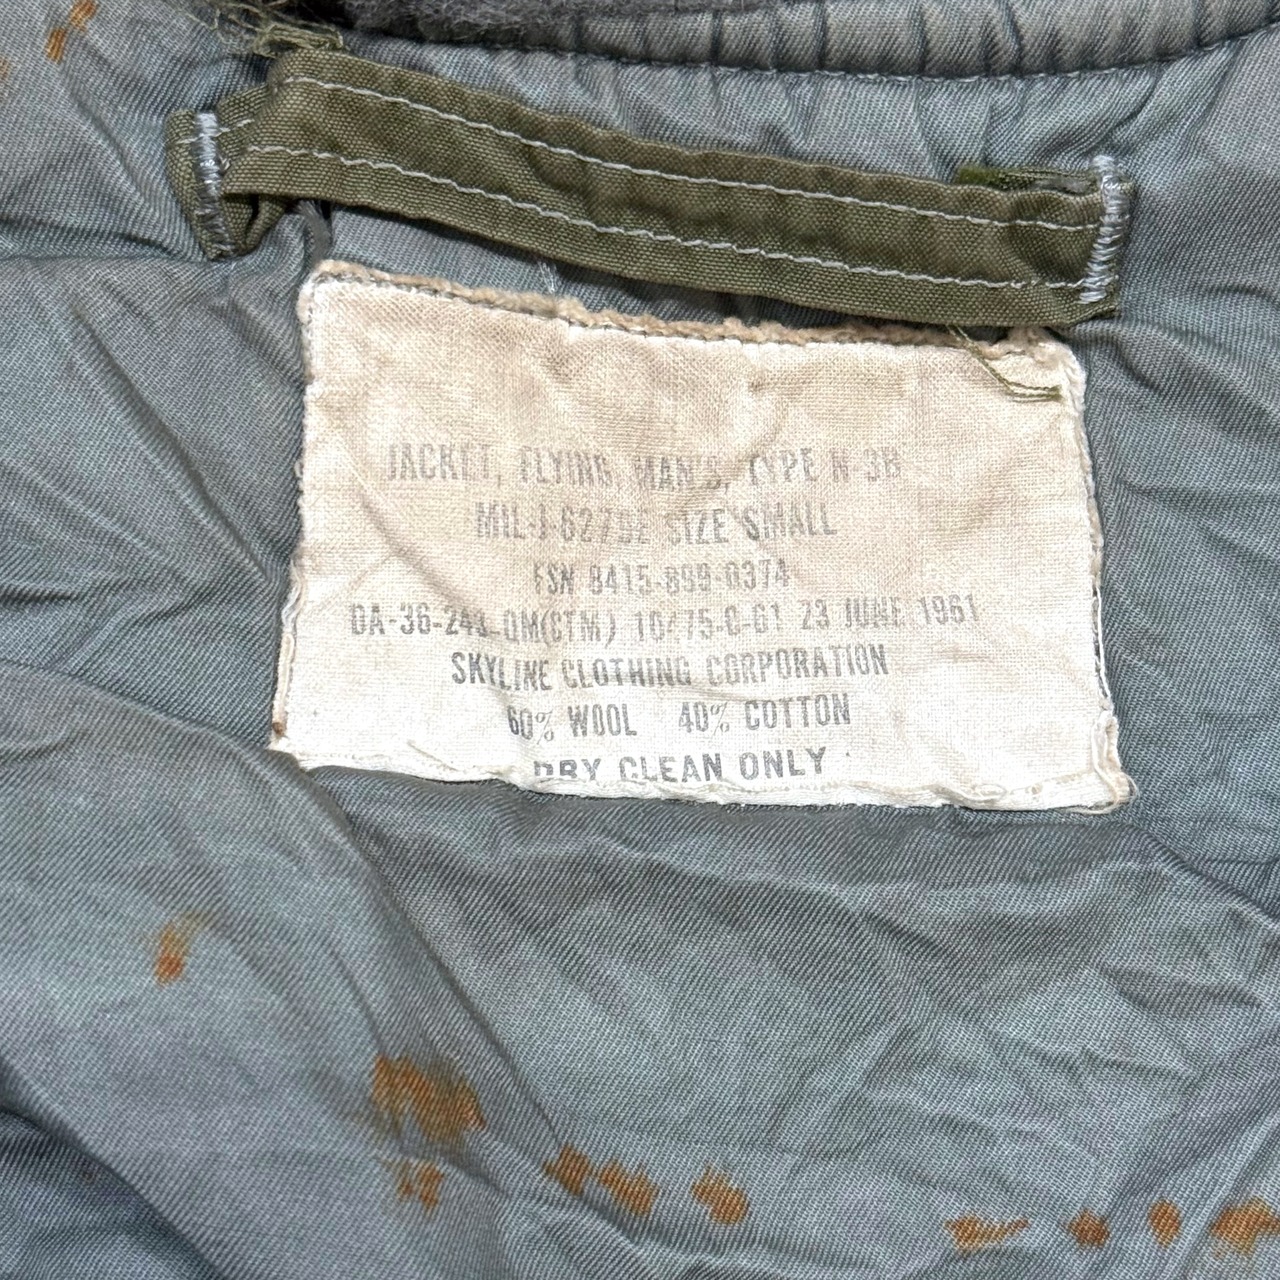 JACKET, FLYING, MAN'S, TYPE N-3B
MIL-J-6279E SIZE SMALL
FSN 8415-899-0374
DA-36-243-QM(CTM) 10475-C-61 23 JUNE 1961
SKYLINE CLOTHING CORPORATION
60% WOOL 40% COTTON
DRY CLEAN ONLY